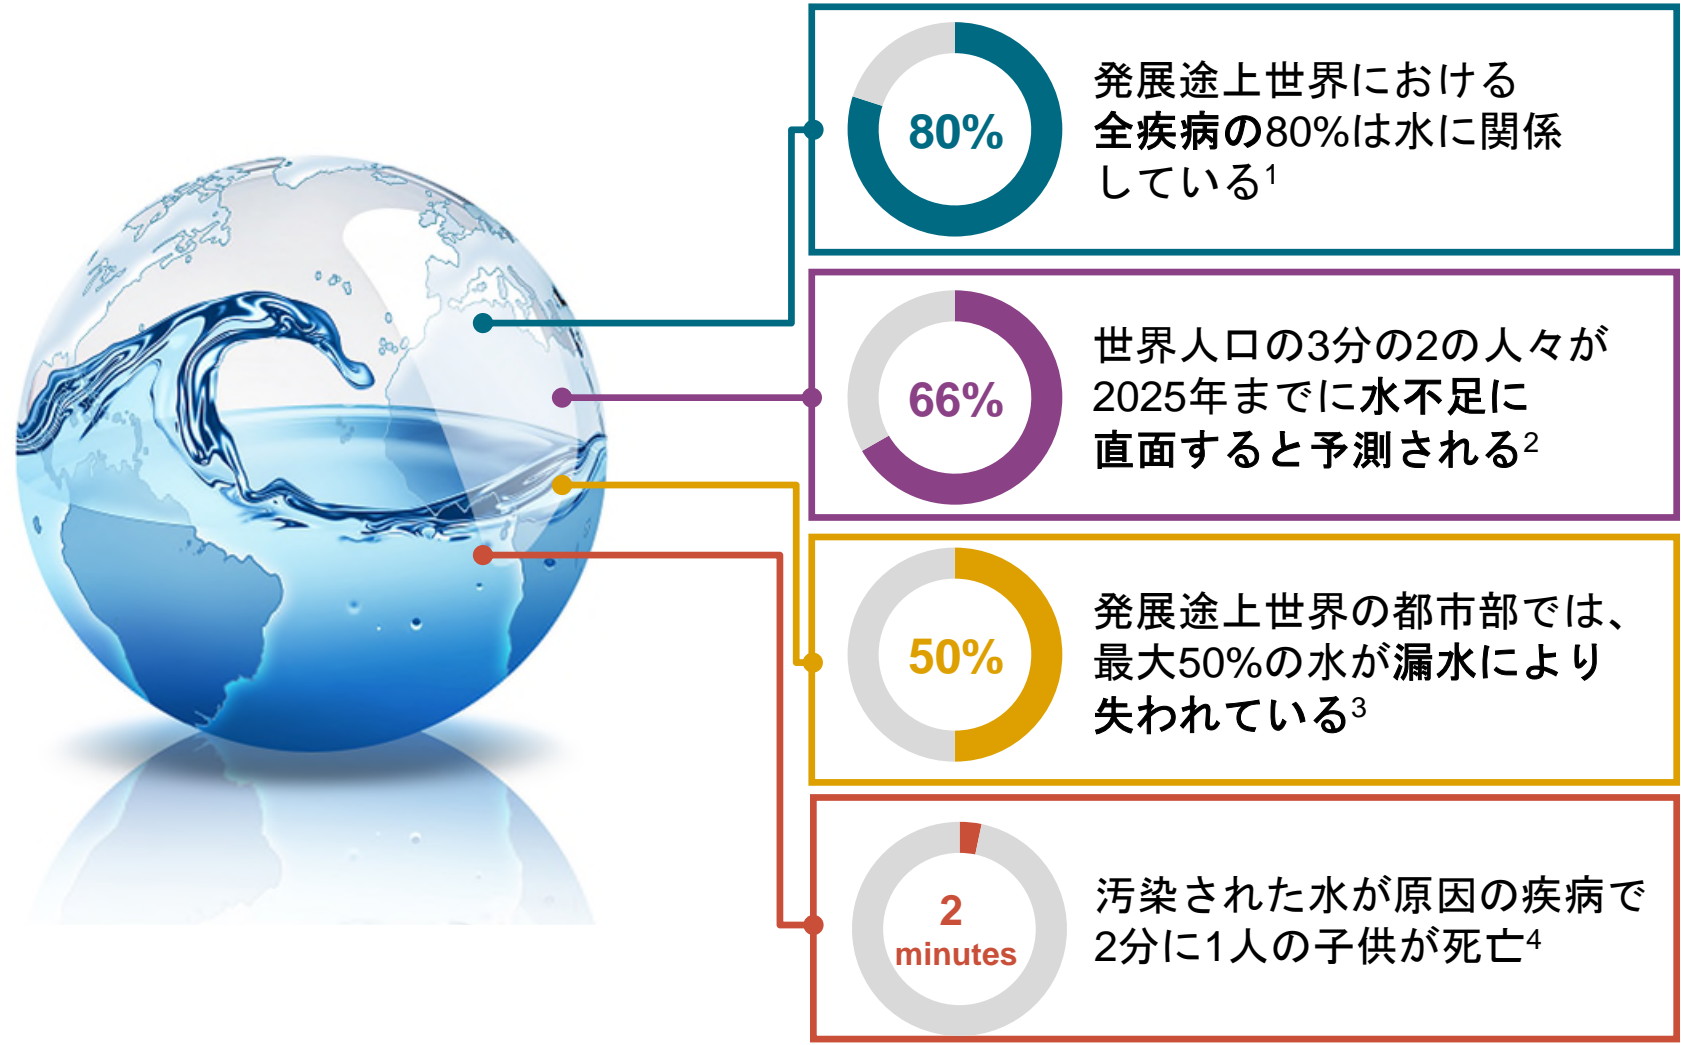 80%
発展途上世界における
全疾病の80%は水に関係
している1
66%
世界人口の3分の2の人々が
2025年までに水不足に
直面すると予測される2
50%
発展途上世界の都市部では、
最大50%の水が漏水により
失われている3
2
minutes
汚染された水が原因の疾病で
2分に1人の子供が死亡4